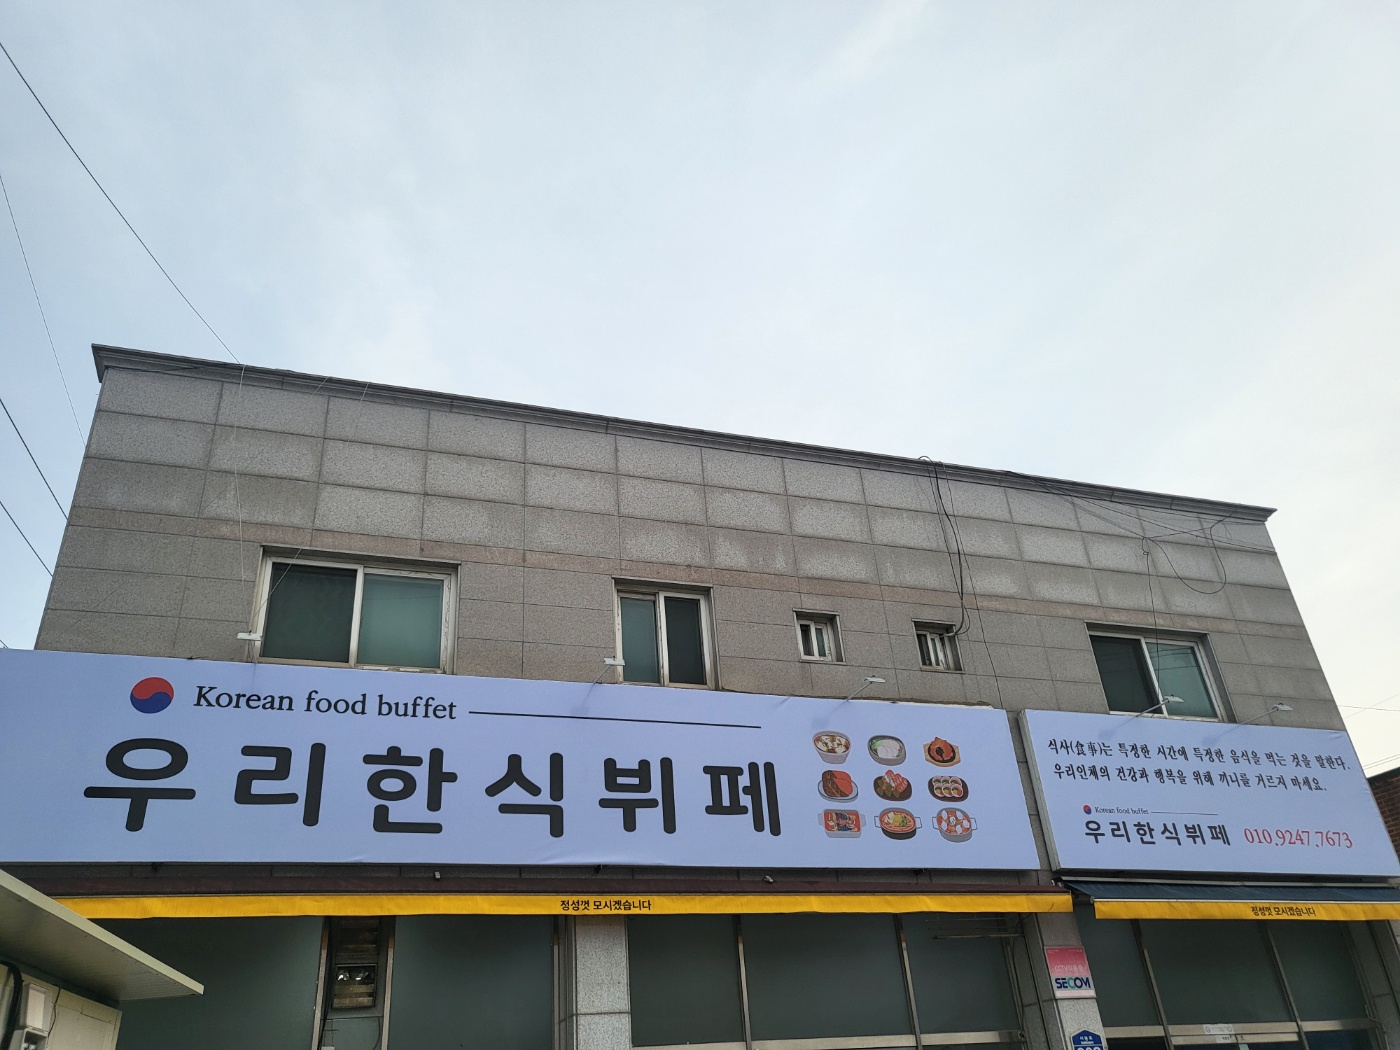 Korean food buffet
우리한식뷔페
식사(食事)는 특정한 시간에 특정한 음식을 먹는 것을 말한다.
우리인체의 건강과 행복을 위해 끼니를 거르지 마세요.
Korean food buffet
우리한식뷔페 010.9247.7673
정성껏 모시겠습니다
정성껏 모시겠습니다
SECOM